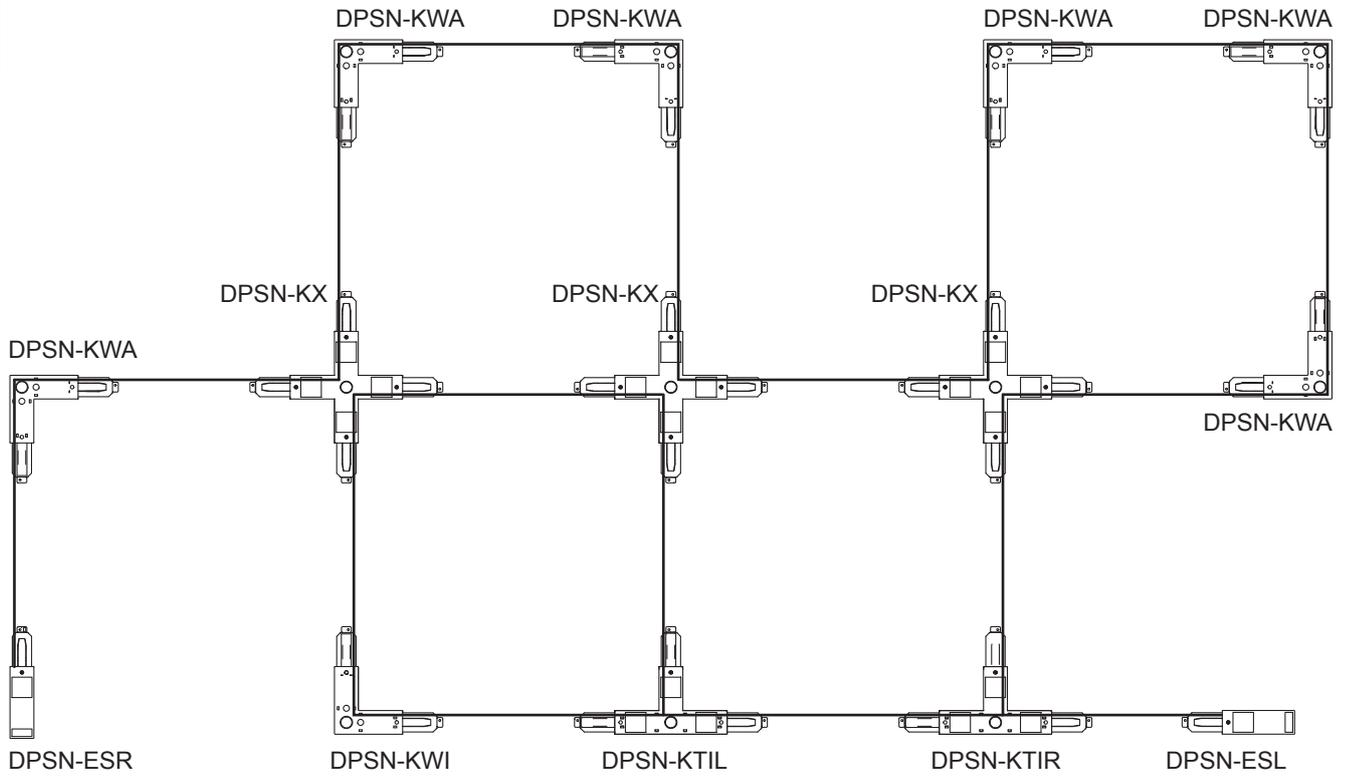 DPSN-KWA DPSN-KWA DPSN-KWA DPSN-KWA
DPSN-KX DPSN-KX DPSN-KX
DPSN-KWA
DPSN-KWA
DPSN-ESR DPSN-KWI DPSN-KTIL DPSN-KTIR DPSN-ESL